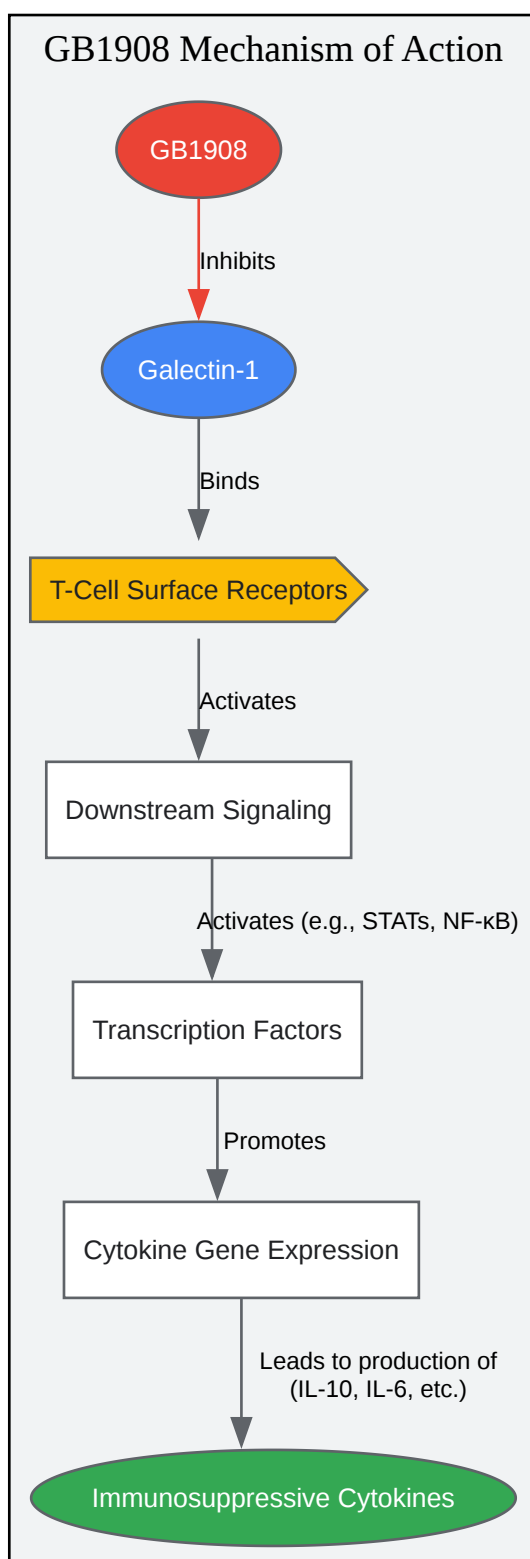 GB1908 Mechanism of Action
GB1908
Inhibits
Galectin-1
Binds
T-Cell Surface Receptors
Activates
Downstream Signaling
Activates (e.g., STATs, NF-κB)
Transcription Factors
Promotes
Cytokine Gene Expression
Leads to production of
(IL-10, IL-6, etc.)
Immunosuppressive Cytokines